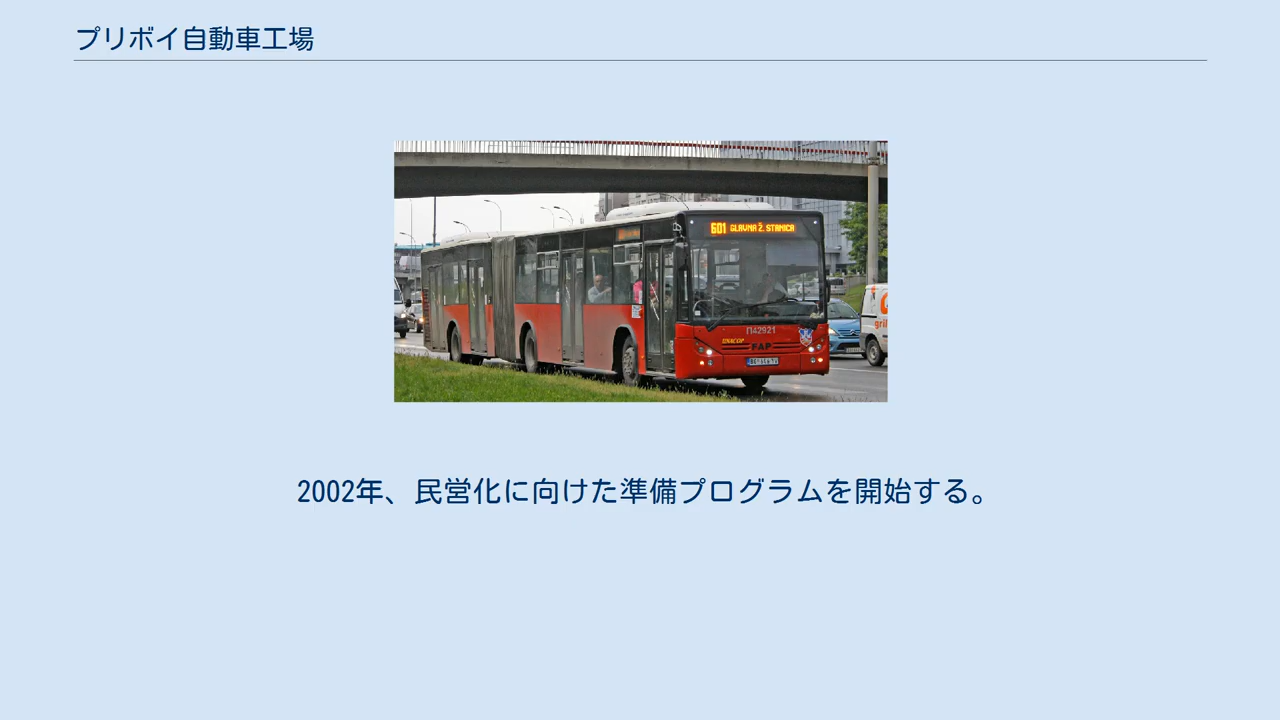 プリボイ自動車工場
601 GLAVNA Ž. STANICA
П42921
FAP
2002年、民営化に向けた準備プログラムを開始する。